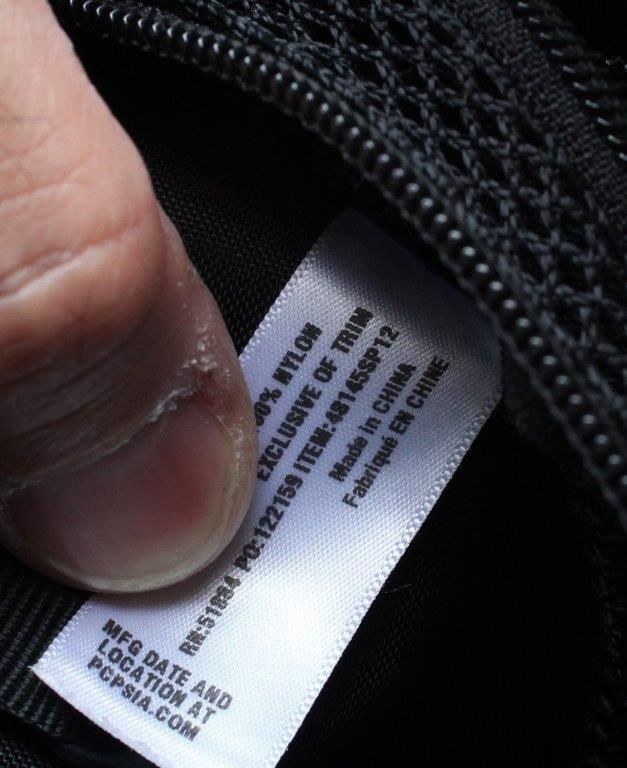 00% NYLON
EXCLUSIVE OF TRIM
RN:51884 PO:122159 ITEM:48145SP12
Made in CHINA
Fabriqué EN CHINE
MFG DATE AND
LOCATION AT
PCPSIA.COM